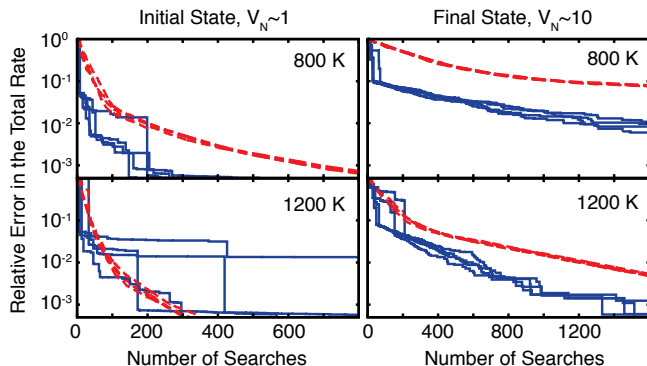 Initial State, V_N~1
Final State, V_N~10
Relative Error in the Total Rate
10^0
10^-1
10^-2
10^-3
800 K
800 K
10^-1
10^-2
10^-3
1200 K
1200 K
0 200 400 600
0 400 800 1200
Number of Searches
Number of Searches